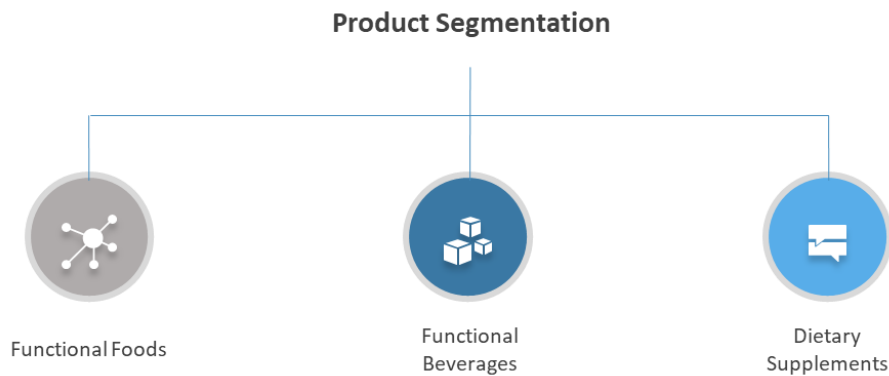 Product Segmentation
Functional Foods
Functional
Beverages
Dietary
Supplements